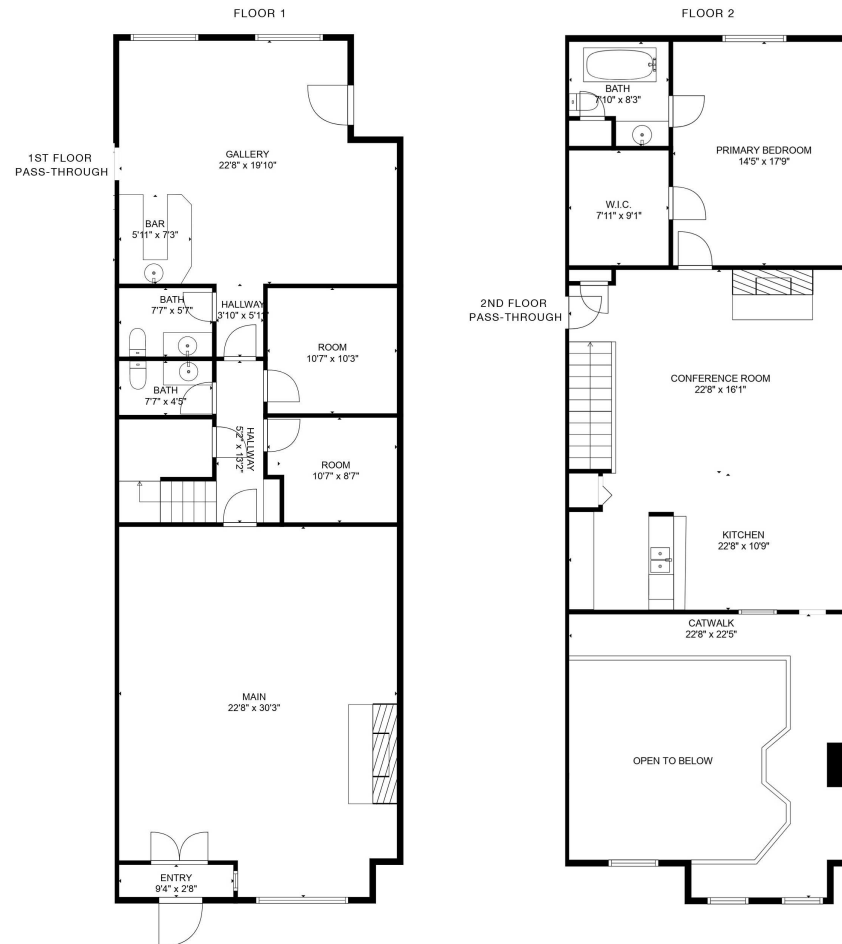 FLOOR 1
1ST FLOOR
PASS-THROUGH
GALLERY
22'8" x 19'10"
BAR
5'11" x 7'3"
BATH
7'7" x 5'7"
HALLWAY
3'10" x 5'11"
ROOM
10'7" x 10'3"
BATH
7'7" x 4'5"
HALLWAY
5'2" x 13'2"
ROOM
10'7" x 8'7"
MAIN
22'8" x 30'3"
ENTRY
9'4" x 2'8"
FLOOR 2
BATH
7'10" x 8'3"
PRIMARY BEDROOM
14'5" x 17'9"
W.I.C.
7'11" x 9'1"
2ND FLOOR
PASS-THROUGH
CONFERENCE ROOM
22'8" x 16'1"
KITCHEN
22'8" x 10'9"
CATWALK
22'8" x 22'5"
OPEN TO BELOW